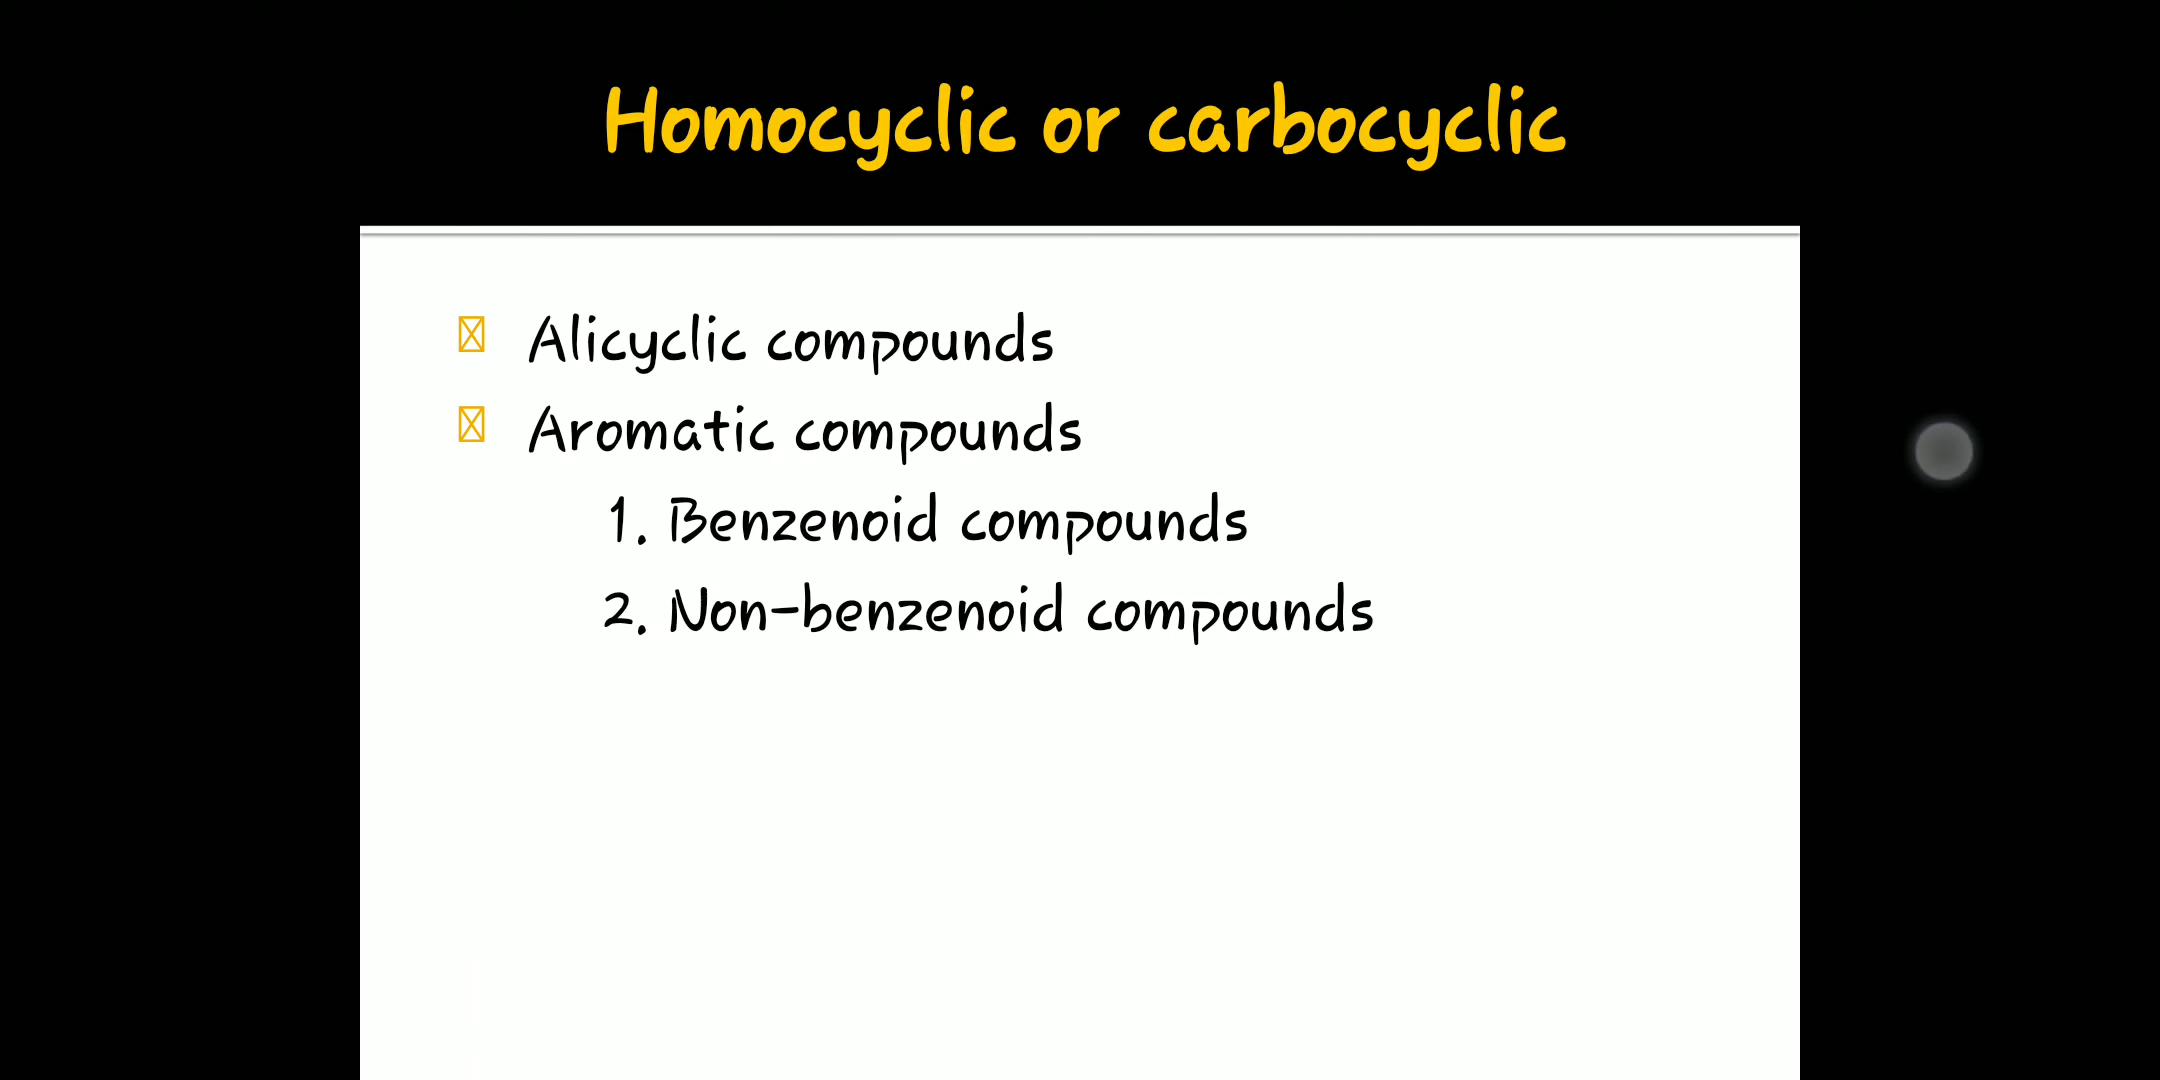 Homocyclic or carbocyclic
Alicyclic compounds
Aromatic compounds
1. Benzenoid compounds
2. Non-benzenoid compounds